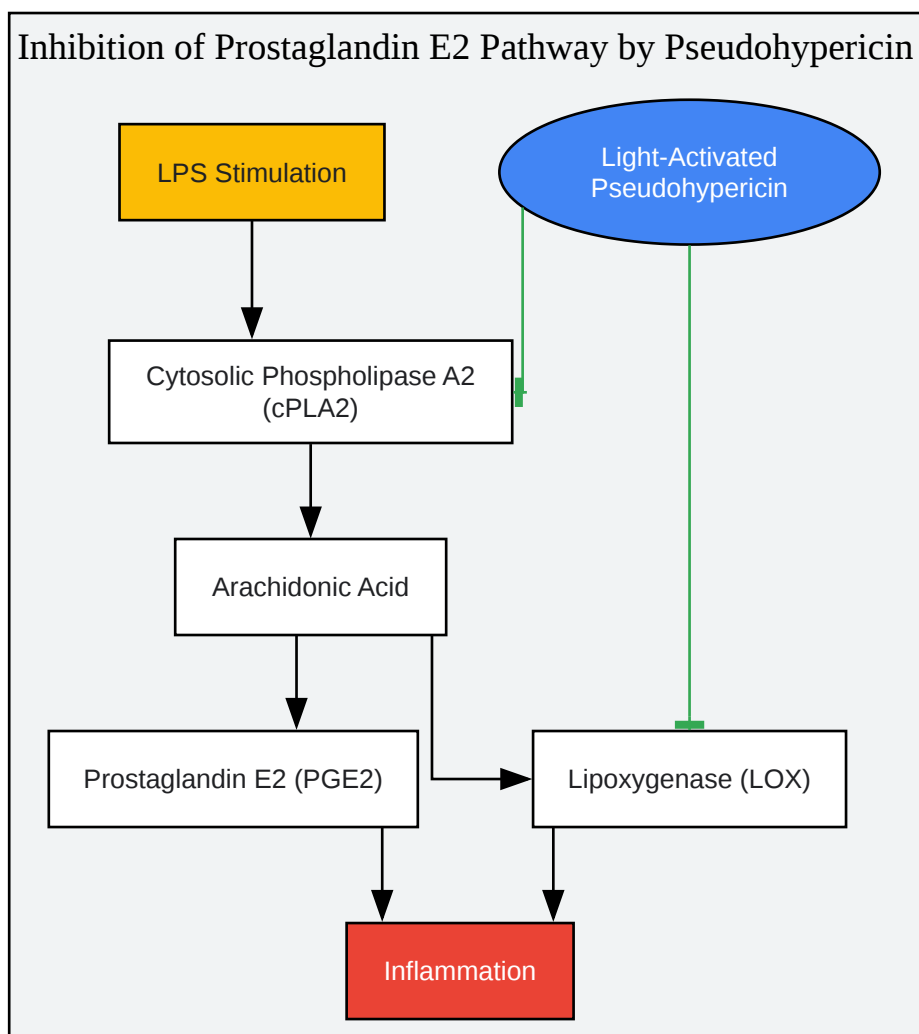 Inhibition of Prostaglandin E2 Pathway by Pseudohypericin
LPS Stimulation
Light-Activated
Pseudohypericin
Cytosolic Phospholipase A2
(cPLA2)
Arachidonic Acid
Prostaglandin E2 (PGE2)
Lipoxygenase (LOX)
Inflammation